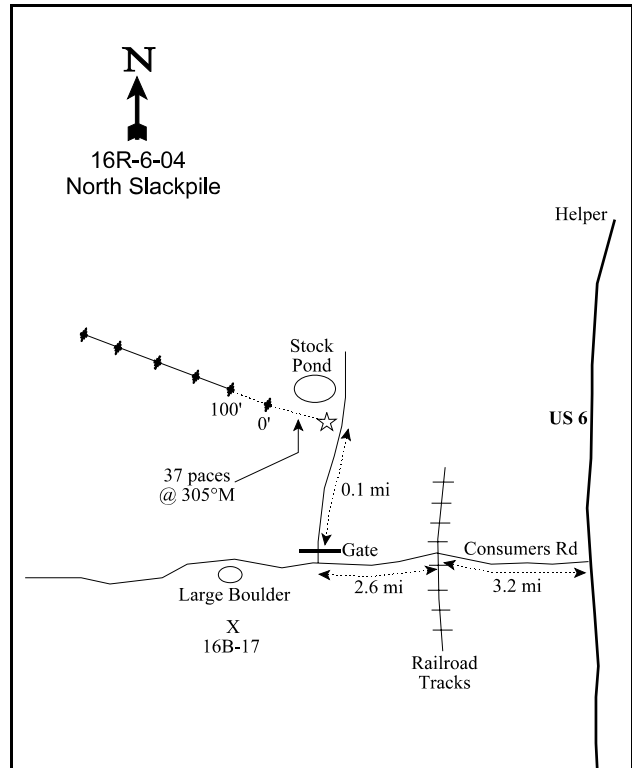 N
16R-6-04
North Slackpile
Helper
Stock
Pond
100'
0'
US 6
37 paces
@ 305°M
0.1 mi
Gate
Consumers Rd
Large Boulder
2.6 mi
3.2 mi
X
16B-17
Railroad
Tracks